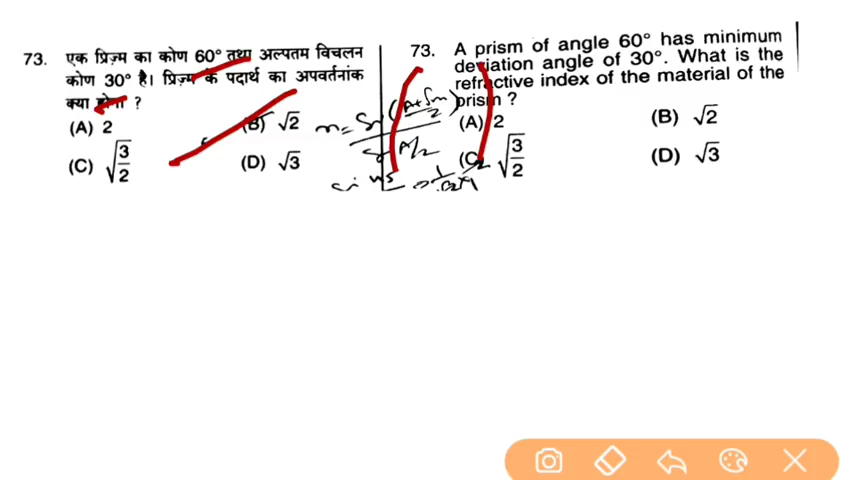 73. एक प्रिज़्म का कोण 60° तथा अल्पतम विचलन
कोण 30° है। प्रिज़्म के पदार्थ का अपवर्तनांक
क्या होगा ?
(A) 2
(B) √2
(C) √(3/2)
(D) √3
73. A prism of angle 60° has minimum
deviation angle of 30°. What is the
refractive index of the material of the
prism ?
(A) 2
(B) √2
(C) √(3/2)
(D) √3